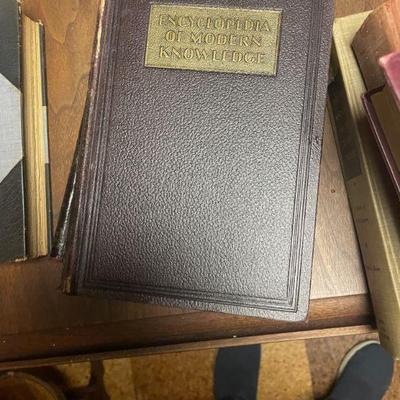 ENCYCLOPEDIA
OF MODERN
KNOWLEDGE